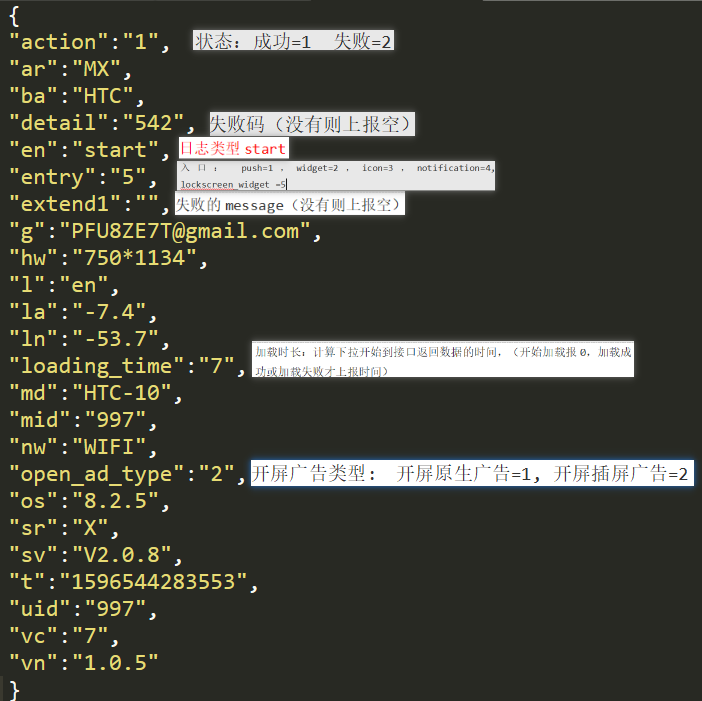 {
"action":"1", 状态：成功=1 失败=2
"ar":"MX",
"ba":"HTC",
"detail":"542", 失败码（没有则上报空）
"en":"start", 日志类型 start
"entry":"5", 入口： push=1 , widget=2 , icon=3 , notification=4,
lockscreen_widget =5
"extend1":"", 失败的 message（没有则上报空）
"g":"PFU8ZE7T@gmail.com",
"hw":"750*1134",
"l":"en",
"la":"-7.4",
"ln":"-53.7",
"loading_time":"7", 加载时长：计算下拉开始到接口返回数据的时间，（开始加载报 0，加载成
功或加载失败才上报时间）
"md":"HTC-10",
"mid":"997",
"nw":"WIFI",
"open_ad_type":"2", 开屏广告类型： 开屏原生广告=1, 开屏插屏广告=2
"os":"8.2.5",
"sr":"X",
"sv":"V2.0.8",
"t":"1596544283553",
"uid":"997",
"vc":"7",
"vn":"1.0.5"
}